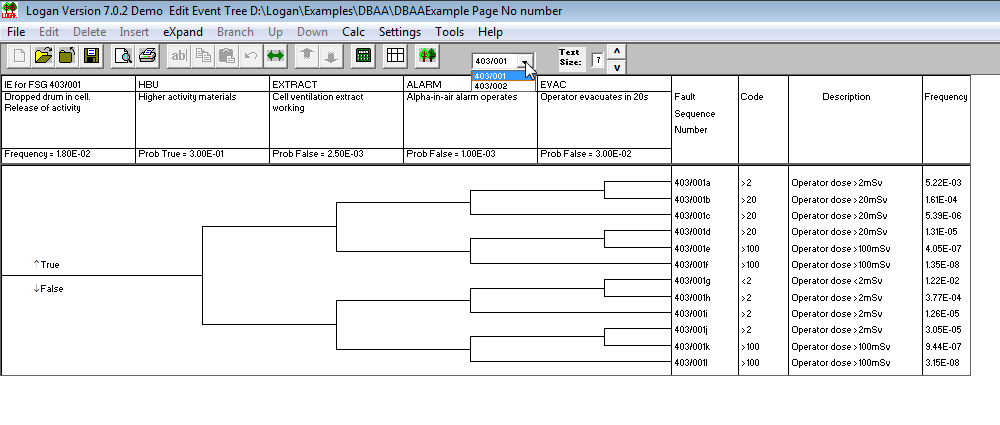 Logan Version 7.0.2 Demo Edit Event Tree D:\Logan\Examples\DBAA\DBAAExample Page No number
File Edit Delete Insert eXpand Branch Up Down Calc Settings Tools Help
ab|
403/001
Text
Size:
?
403/001
403/002
IE for FSG 403/001 HBU EXTRACT ALARM EVAC
Dropped drum in cell.
Release of activity
Higher activity materials
Cell ventilation extract
working
Alpha-in-air alarm operates
Operator evacuates in 20s
Fault
Sequence
Number
Code Description Frequency
Frequency = 1.80E-02 Prob True = 3.00E-01 Prob False = 2.50E-03 Prob False = 1.00E-03 Prob False = 3.00E-02
403/001a >2 Operator dose >2mSv 5.22E-03
403/001b >20 Operator dose >20mSv 1.61E-04
403/001c >20 Operator dose >20mSv 5.39E-06
403/001d >20 Operator dose >20mSv 1.31E-05
403/001e >100 Operator dose >100mSv 4.05E-07
403/001f >100 Operator dose >100mSv 1.35E-08
403/001g <2 Operator dose <2mSv 1.22E-02
403/001h >2 Operator dose >2mSv 3.77E-04
403/001i >2 Operator dose >2mSv 1.26E-05
403/001j >2 Operator dose >2mSv 3.05E-05
403/001k >100 Operator dose >100mSv 9.44E-07
403/001l >100 Operator dose >100mSv 3.15E-08
↑True
↓False